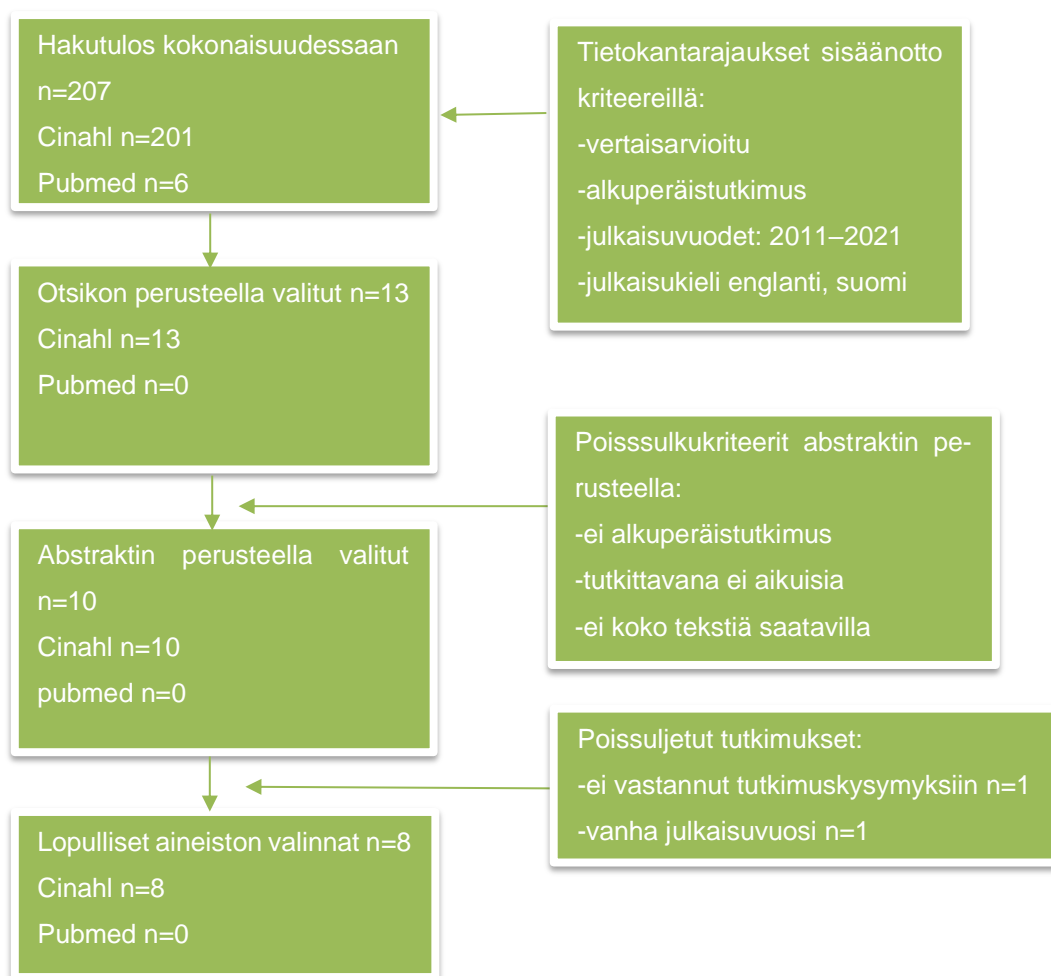 Hakutulos kokonaisuudessaan
n=207
Cinahl n=201
Pubmed n=6
Tietokantarajaukset sisäänotto
kriteereillä:
-vertaisarvioitu
-alkuperäistutkimus
-julkaisuvuodet: 2011–2021
-julkaisukieli englanti, suomi
Otsikon perusteella valitut n=13
Cinahl n=13
Pubmed n=0
Poisssulkukriteerit abstraktin pe-
rusteella:
-ei alkuperäistutkimus
-tutkittavana ei aikuisia
-ei koko tekstiä saatavilla
Abstraktin perusteella valitut
n=10
Cinahl n=10
pubmed n=0
Poissuljetut tutkimukset:
-ei vastannut tutkimuskysymyksiin n=1
-vanha julkaisuvuosi n=1
Lopulliset aineiston valinnat n=8
Cinahl n=8
Pubmed n=0